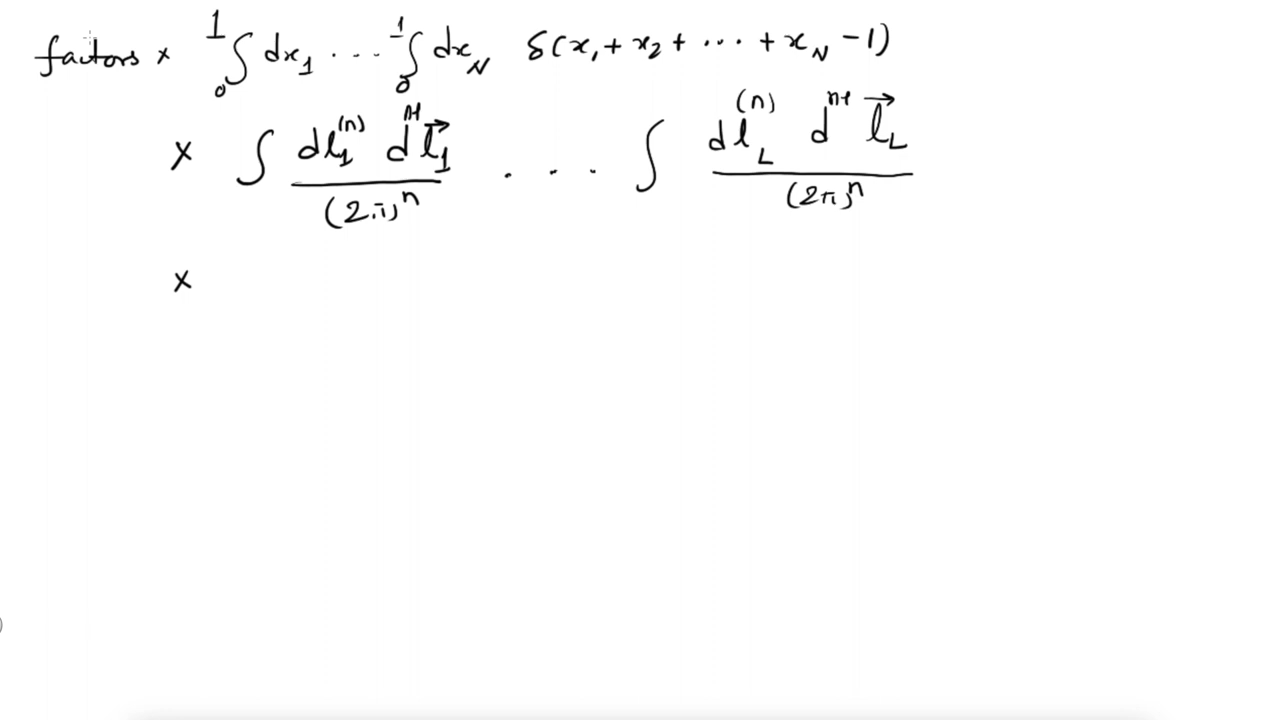 factors × ∫₀¹ dx₁ ... ∫₀¹ dx_N δ(x₁ + x₂ + ... + x_N - 1)
× ∫ dl₁⁽ⁿ⁾ dⁿ⁻¹l⃗₁ / (2π)ⁿ .... ∫ dl_L⁽ⁿ⁾ dⁿ⁻¹l⃗_L / (2π)ⁿ
×